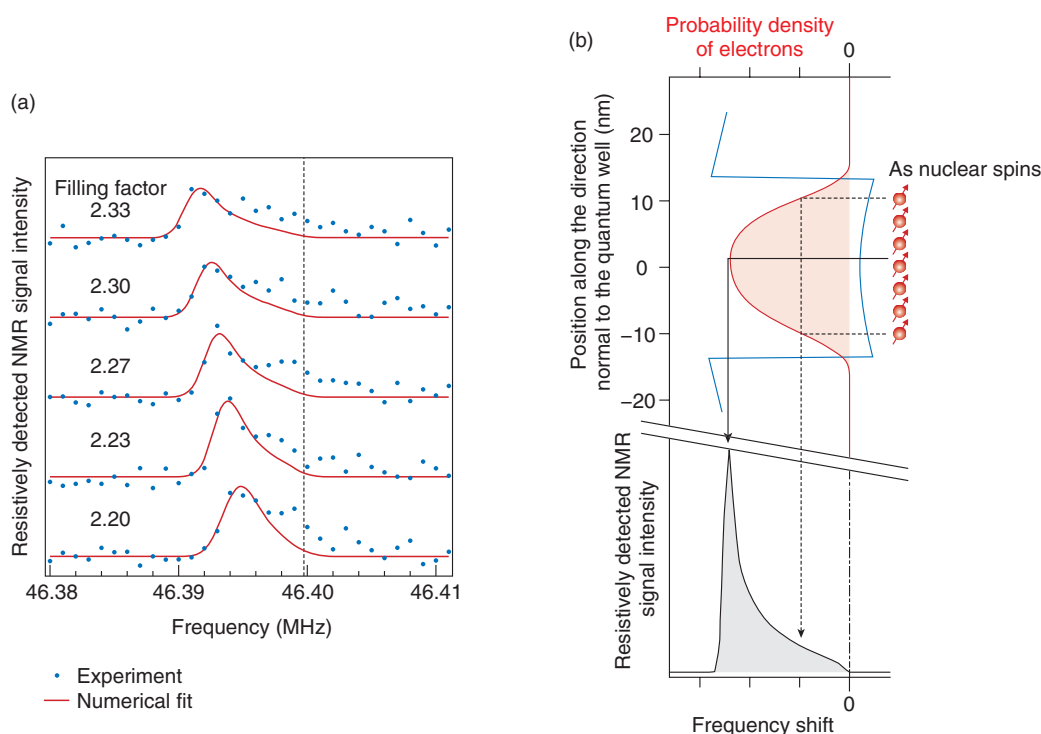 (a)
Resistively detected NMR signal intensity
Filling factor
2.33
2.30
2.27
2.23
2.20
46.38
46.39
46.40
46.41
Frequency (MHz)
Experiment
Numerical fit
(b)
Probability density
of electrons
0
Position along the direction
normal to the quantum well (nm)
20
10
0
−10
−20
As nuclear spins
Resistively detected NMR
signal intensity
0
Frequency shift